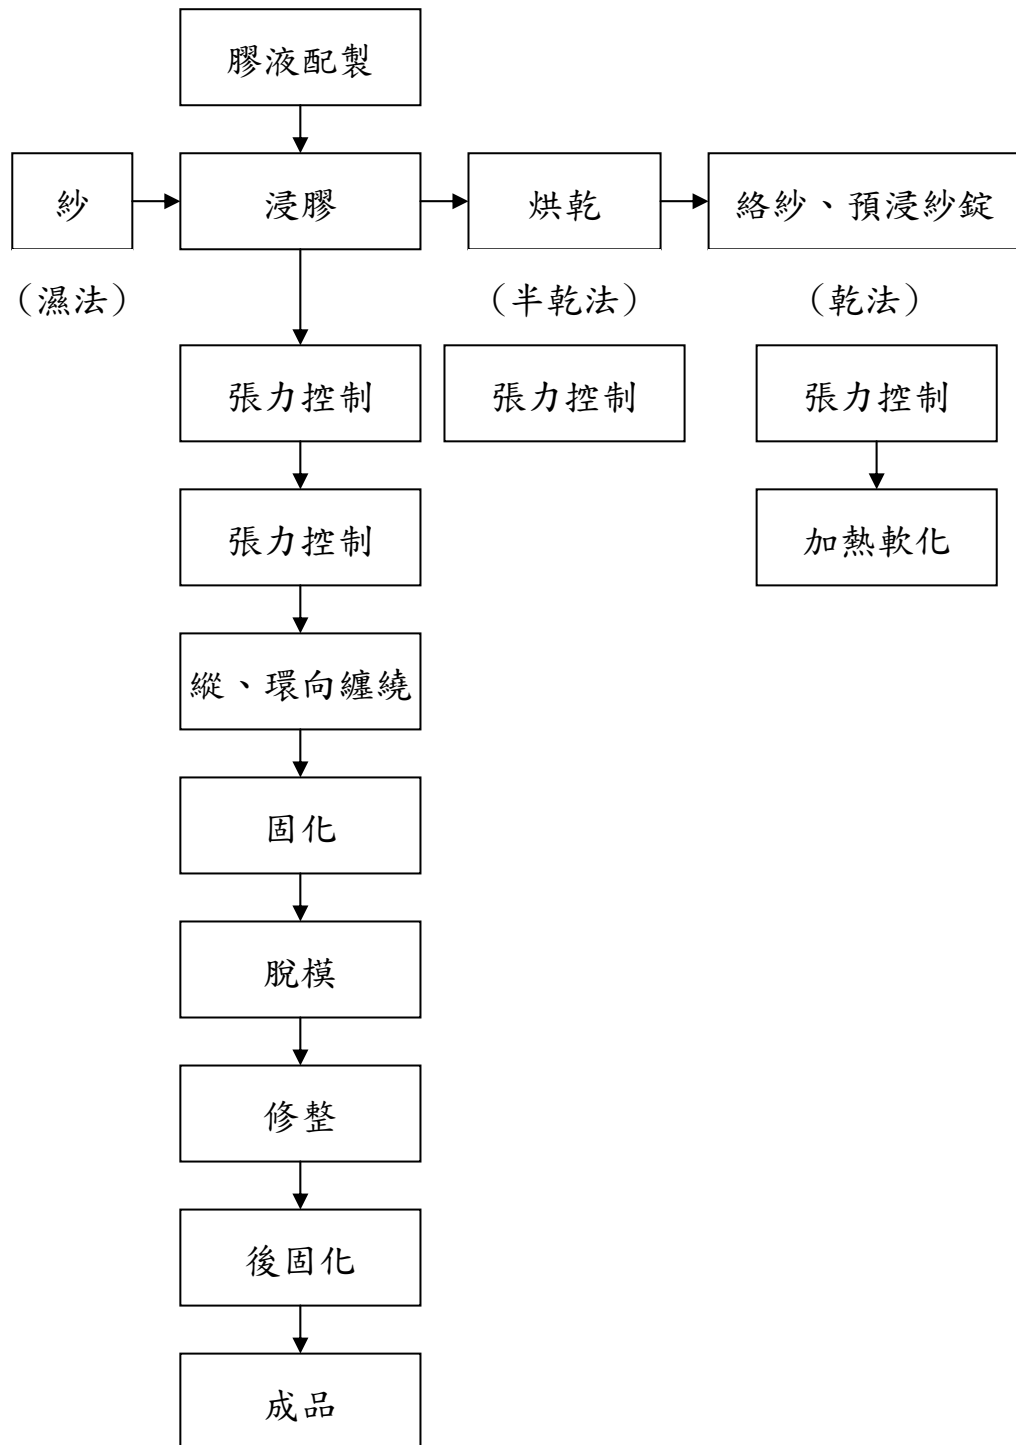 膠液配製
紗
浸膠
烘乾
絡紗、預浸紗錠
（濕法）
（半乾法）
（乾法）
張力控制
張力控制
張力控制
張力控制
加熱軟化
縱、環向纏繞
固化
脫模
修整
後固化
成品